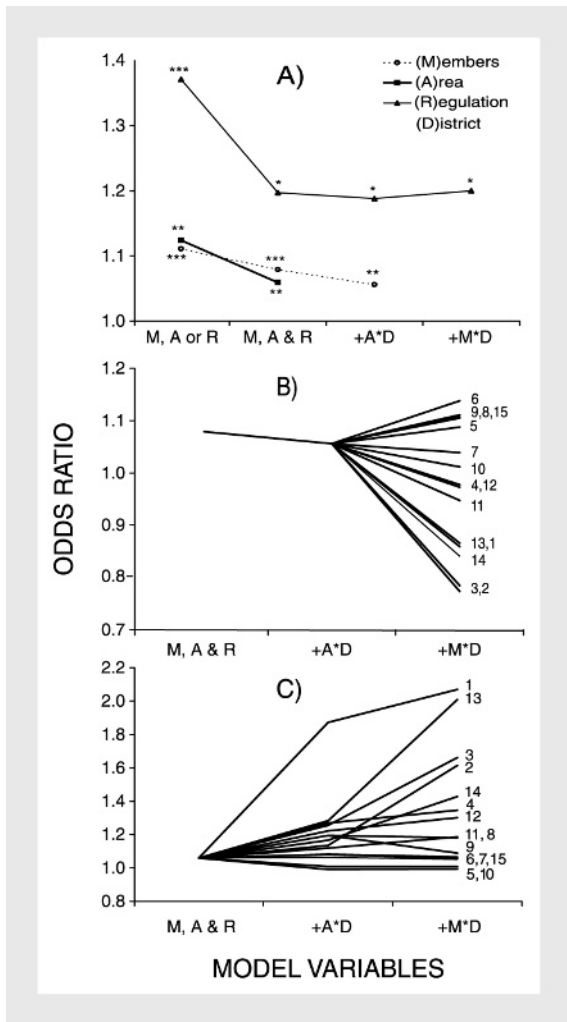 A)
(M)embers
(A)rea
(R)egulation
(D)istrict
1.4
1.3
1.2
1.1
1.0
***
*
*
*
**
***
***
**
**
M, A or R
M, A & R
+A*D
+M*D
B)
1.2
1.1
1.0
0.9
0.8
0.7
6
9,8,15
5
7
10
4,12
11
13,1
14
3,2
M, A & R
+A*D
+M*D
ODDS RATIO
C)
2.2
2.0
1.8
1.6
1.4
1.2
1.0
0.8
1
13
3
2
14
4
12
11, 8
9
6,7,15
5,10
M, A & R
+A*D
+M*D
MODEL VARIABLES